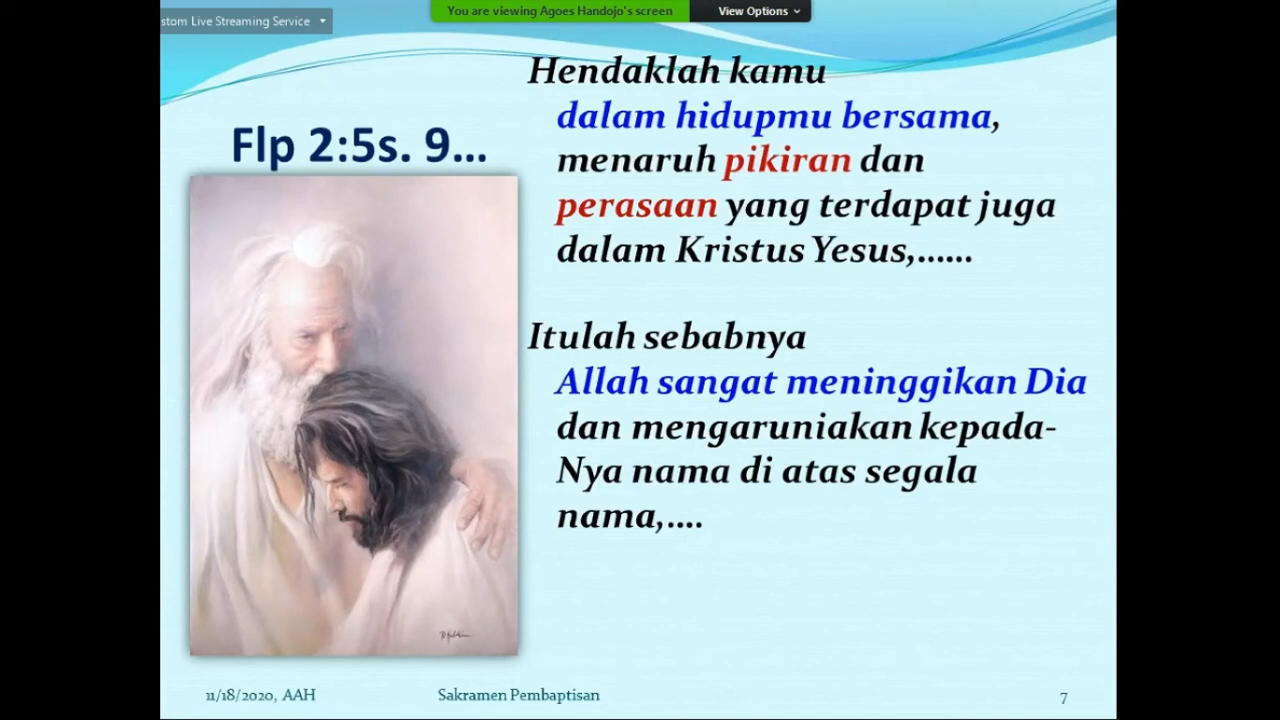 stom Live Streaming Service
You are viewing Agoes Handojo's screen
View Options
Flp 2:5s. 9...
Hendaklah kamu
dalam hidupmu bersama,
menaruh pikiran dan
perasaan yang terdapat juga
dalam Kristus Yesus,......
Itulah sebabnya
Allah sangat meninggikan Dia
dan mengaruniakan kepada-
Nya nama di atas segala
nama,....
11/18/2020, AAH
Sakramen Pembaptisan
7